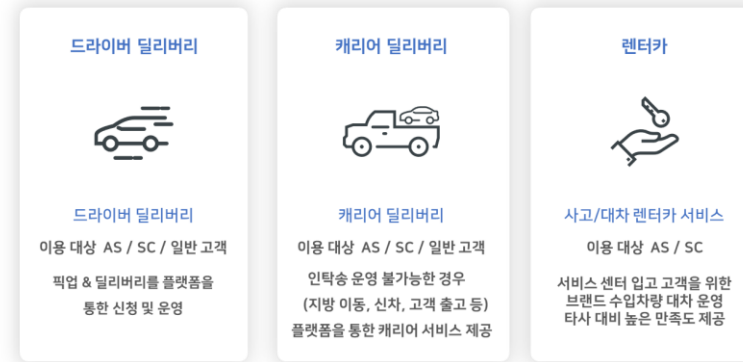 드라이버 딜리버리
드라이버 딜리버리
이용 대상 AS / SC / 일반 고객
픽업 & 딜리버리를 플랫폼을
통한 신청 및 운영
캐리어 딜리버리
캐리어 딜리버리
이용 대상 AS / SC / 일반 고객
인탁송 운영 불가능한 경우
(지방 이동, 신차, 고객 출고 등)
플랫폼을 통한 캐리어 서비스 제공
렌터카
사고/대차 렌터카 서비스
이용 대상 AS / SC
서비스 센터 입고 고객을 위한
브랜드 수입차량 대차 운영
타사 대비 높은 만족도 제공